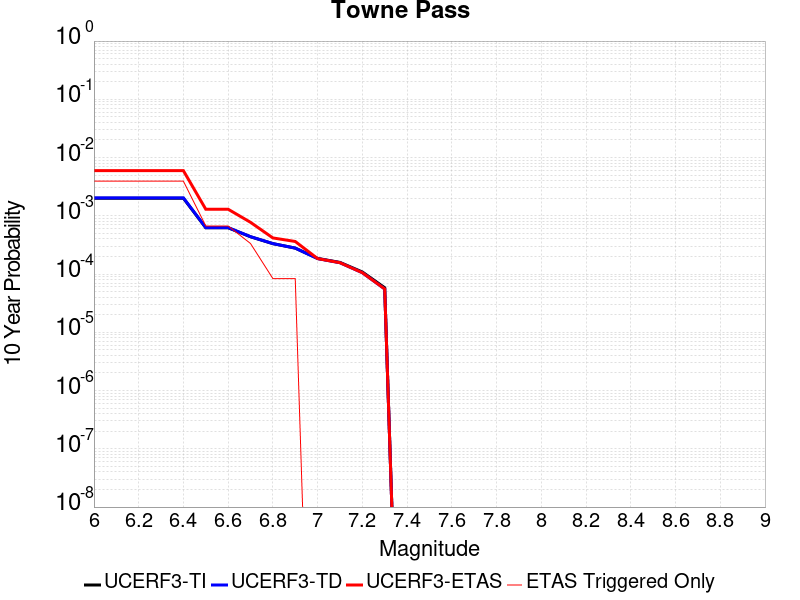 Towne Pass
10 Year Probability
10^0
10^-1
10^-2
10^-3
10^-4
10^-5
10^-6
10^-7
10^-8
6 6.2 6.4 6.6 6.8 7 7.2 7.4 7.6 7.8 8 8.2 8.4 8.6 8.8 9
Magnitude
UCERF3-TI UCERF3-TD UCERF3-ETAS ETAS Triggered Only